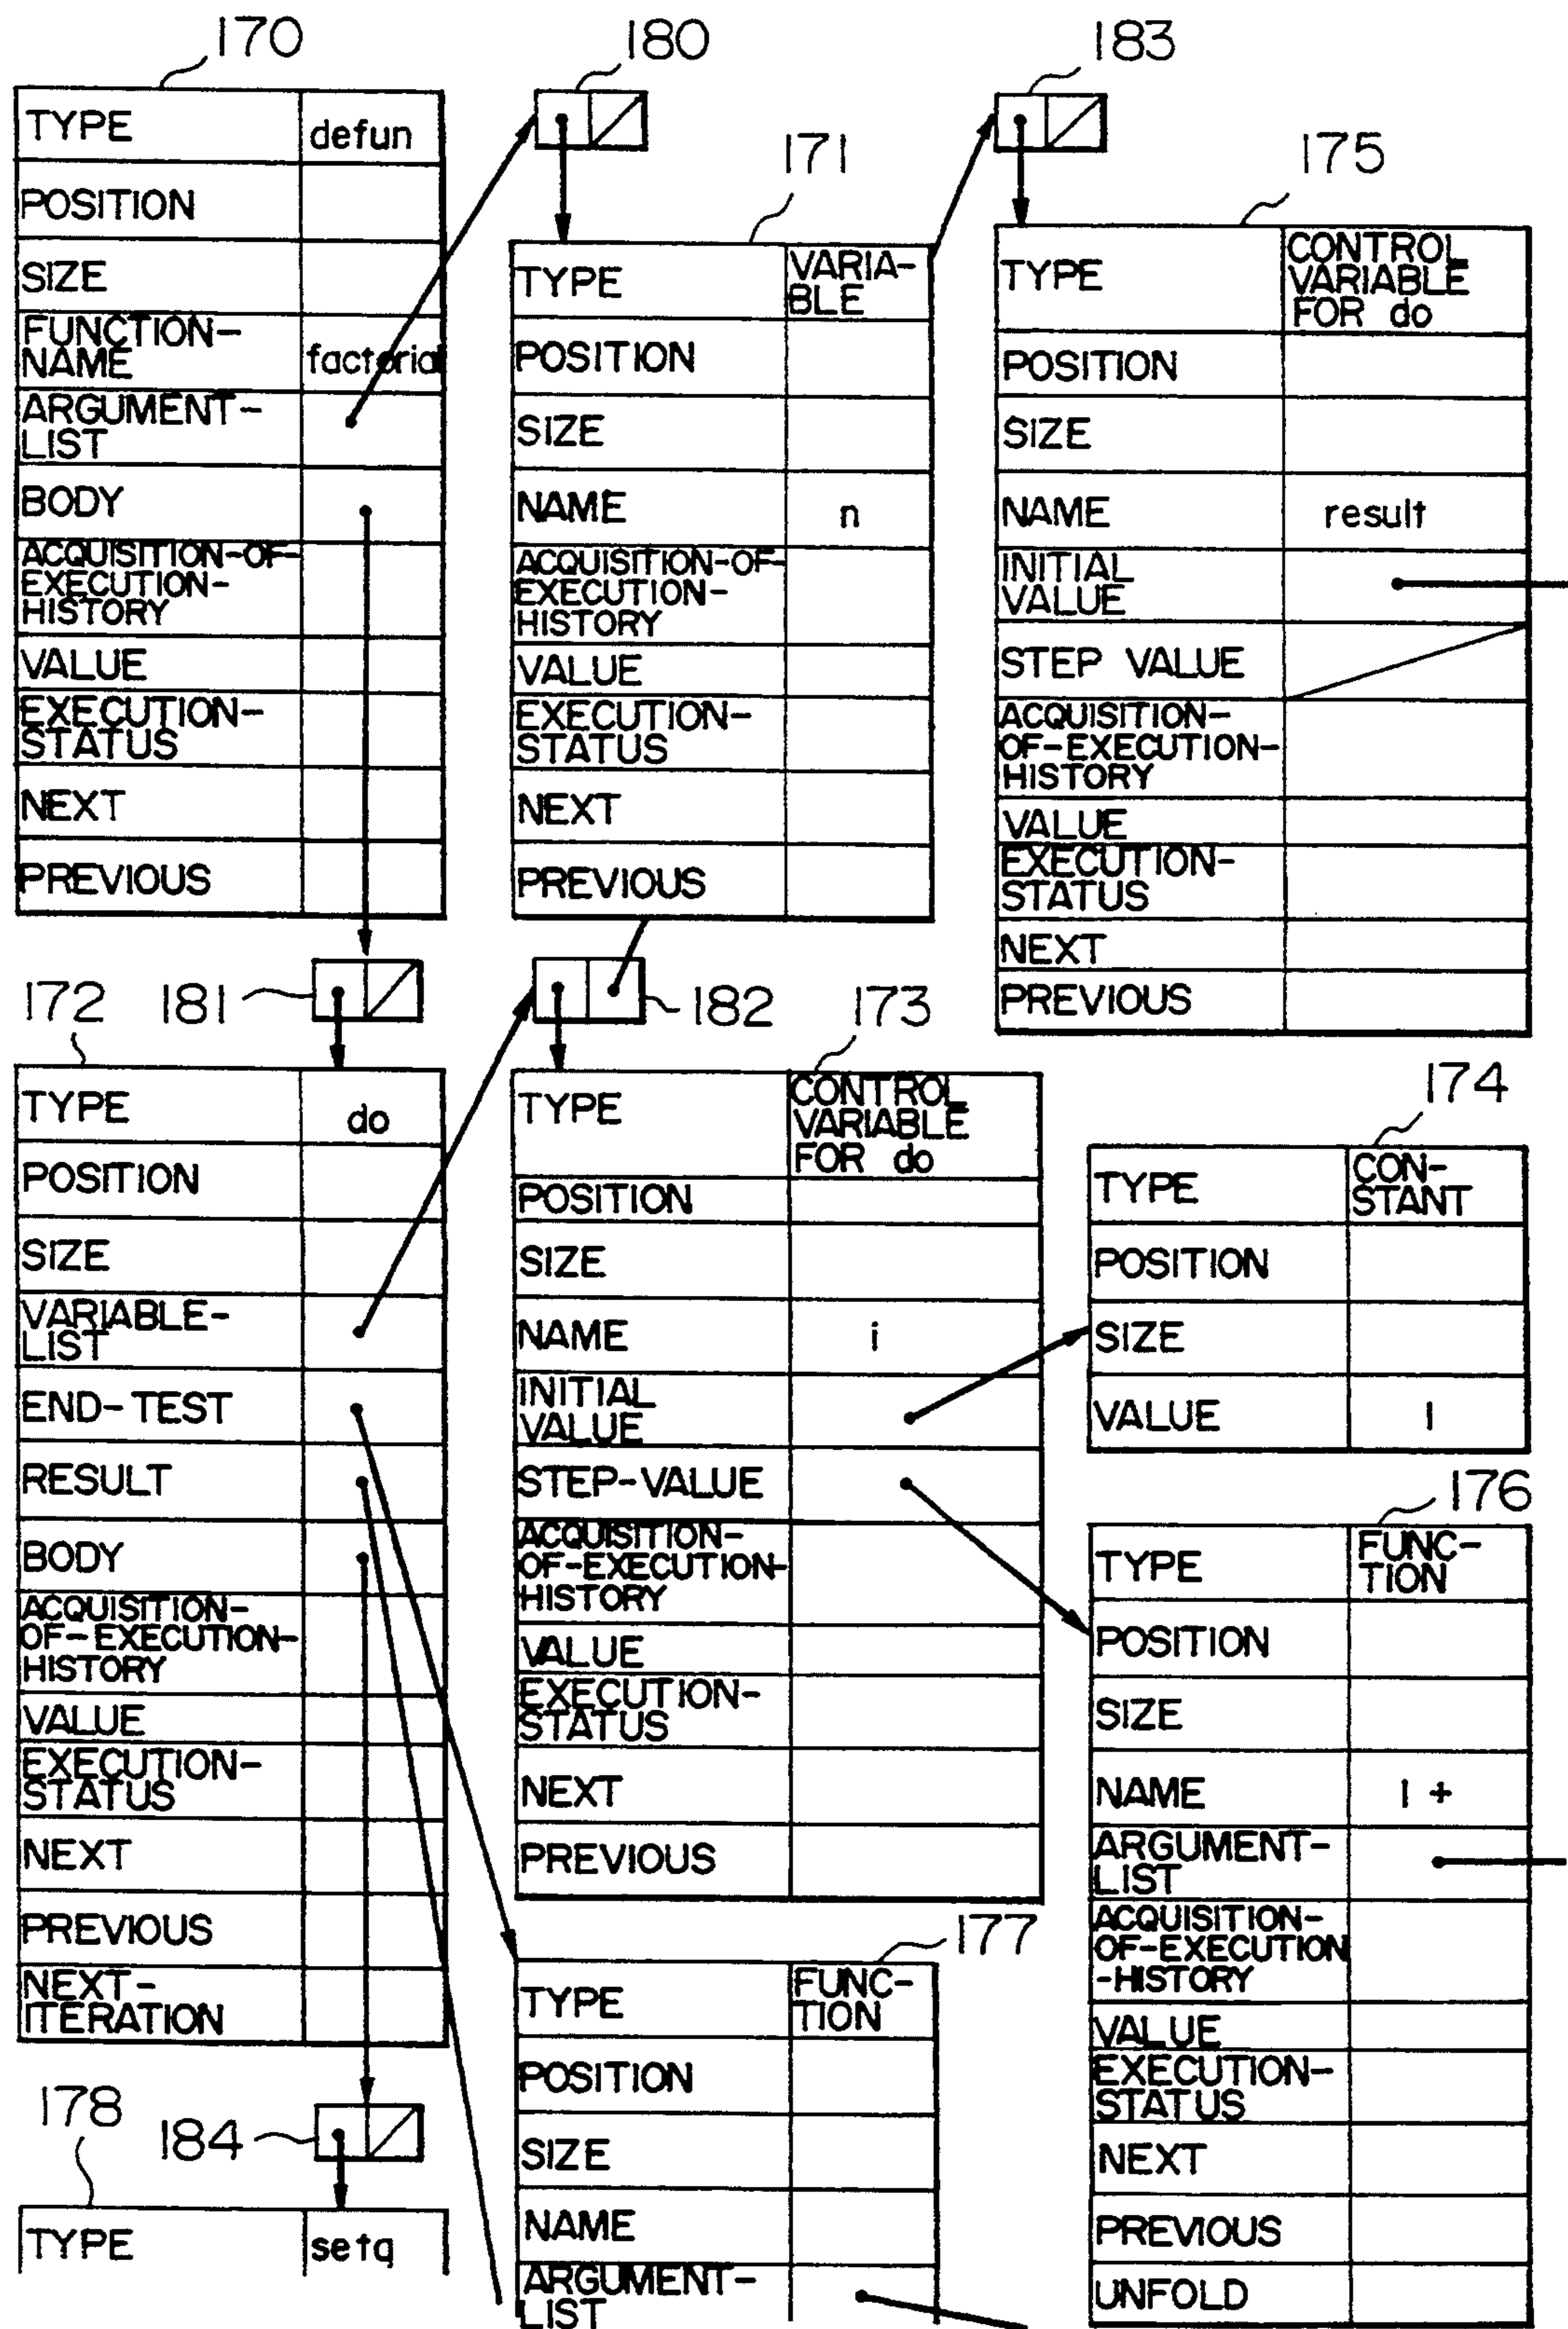 170
TYPE defun
POSITION
SIZE
FUNCTION-
NAME factorial
ARGUMENT-
LIST
BODY
ACQUISITION-OF-
EXECUTION-
HISTORY
VALUE
EXECUTION-
STATUS
NEXT
PREVIOUS
180
171
TYPE VARIA-
BLE
POSITION
SIZE
NAME n
ACQUISITION-OF-
EXECUTION-
HISTORY
VALUE
EXECUTION-
STATUS
NEXT
PREVIOUS
183
175
TYPE CONTROL
VARIABLE
FOR do
POSITION
SIZE
NAME result
INITIAL
VALUE
STEP VALUE
ACQUISITION-
OF-EXECUTION-
HISTORY
VALUE
EXECUTION-
STATUS
NEXT
PREVIOUS
172 181
TYPE do
POSITION
SIZE
VARIABLE-
LIST
END-TEST
RESULT
BODY
ACQUISITION-
OF-EXECUTION-
HISTORY
VALUE
EXECUTION-
STATUS
NEXT
PREVIOUS
NEXT-
ITERATION
182 173
TYPE CONTROL
VARIABLE
FOR do
POSITION
SIZE
NAME i
INITIAL
VALUE
STEP-VALUE
ACQUISITION-
OF-EXECUTION-
HISTORY
VALUE
EXECUTION-
STATUS
NEXT
PREVIOUS
174
TYPE CON-
STANT
POSITION
SIZE
VALUE 1
176
TYPE FUNC-
TION
POSITION
SIZE
NAME 1 +
ARGUMENT-
LIST
ACQUISITION-
OF-EXECUTION
-HISTORY
VALUE
EXECUTION-
STATUS
NEXT
PREVIOUS
UNFOLD
177
TYPE FUNC-
TION
POSITION
SIZE
NAME
ARGUMENT-
LIST
178 184
TYPE setq